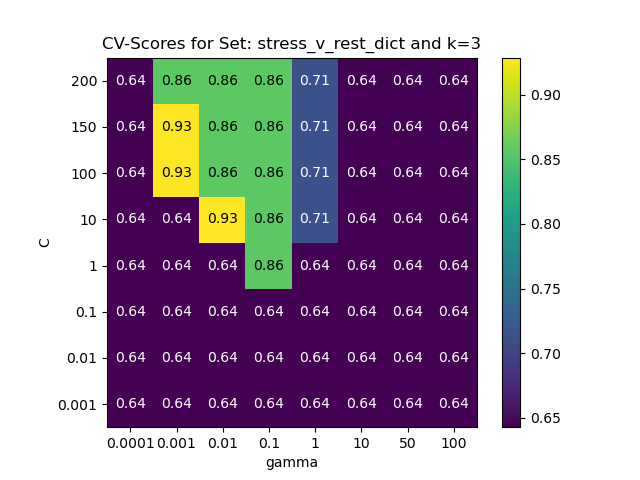 CV-Scores for Set: stress_v_rest_dict and k=3
200 0.64 0.86 0.86 0.86 0.71 0.64 0.64 0.64
150 0.64 0.93 0.86 0.86 0.71 0.64 0.64 0.64
100 0.64 0.93 0.86 0.86 0.71 0.64 0.64 0.64
10 0.64 0.64 0.93 0.86 0.71 0.64 0.64 0.64
1 0.64 0.64 0.64 0.86 0.64 0.64 0.64 0.64
0.1 0.64 0.64 0.64 0.64 0.64 0.64 0.64 0.64
0.01 0.64 0.64 0.64 0.64 0.64 0.64 0.64 0.64
0.001 0.64 0.64 0.64 0.64 0.64 0.64 0.64 0.64
C
0.0001 0.001 0.01 0.1 1 10 50 100
gamma
0.90
0.85
0.80
0.75
0.70
0.65